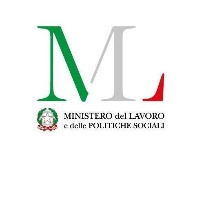 ML
MINISTERO del LAVORO
e delle POLITICHE SOCIALI